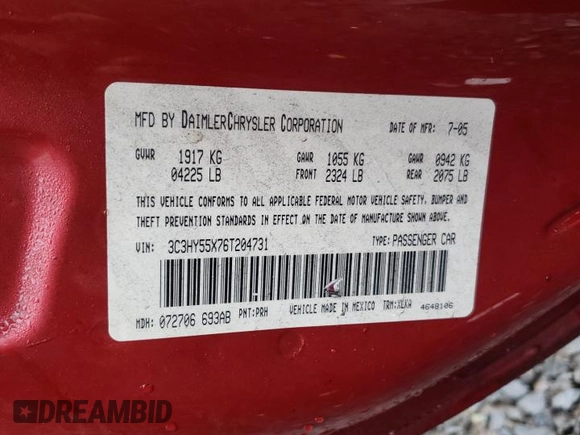 MFD BY DAIMLERCHRYSLER CORPORATION DATE OF MFR: 7-05
GVWR 1917 KG GAWR 1055 KG GAWR 0942 KG
04225 LB FRONT 2324 LB REAR 2075 LB
THIS VEHICLE CONFORMS TO ALL APPLICABLE FEDERAL MOTOR VEHICLE SAFETY, BUMPER AND
THEFT PREVENTION STANDARDS IN EFFECT ON THE DATE OF MANUFACTURE SHOWN ABOVE.
VIN: 3C3HY55X76T204731 TYPE: PASSENGER CAR
MDH: 072706 693AB PNT: PRH VEHICLE MADE IN MEXICO TRM: XLKA 4648106
DREAMBID